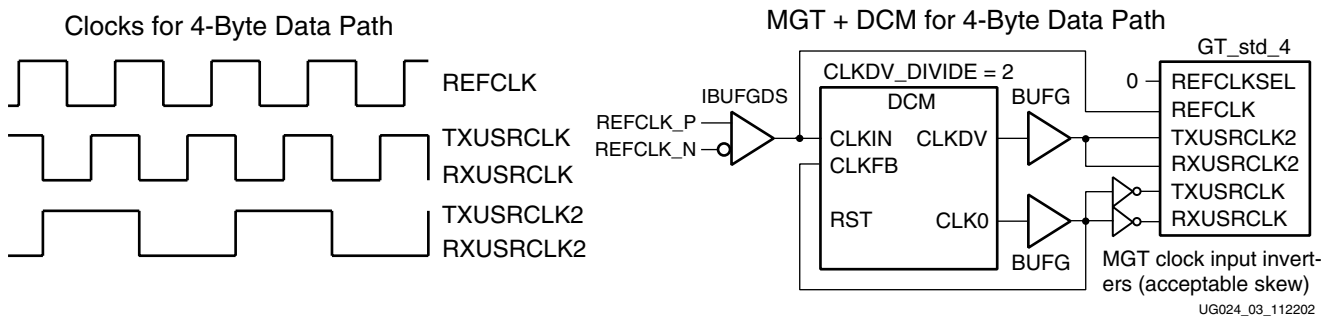 Clocks for 4-Byte Data Path
REFCLK
TXUSRCLK
RXUSRCLK
TXUSRCLK2
RXUSRCLK2
MGT + DCM for 4-Byte Data Path
GT_std_4
CLKDV_DIVIDE = 2
IBUFGDS
DCM
BUFG
0
REFCLKSEL
REFCLK
REFCLK_P
REFCLK_N
CLKIN
CLKDV
CLKFB
TXUSRCLK2
RXUSRCLK2
TXUSRCLK
RXUSRCLK
RST
CLK0
BUFG
MGT clock input invert-
ers (acceptable skew)
UG024_03_112202